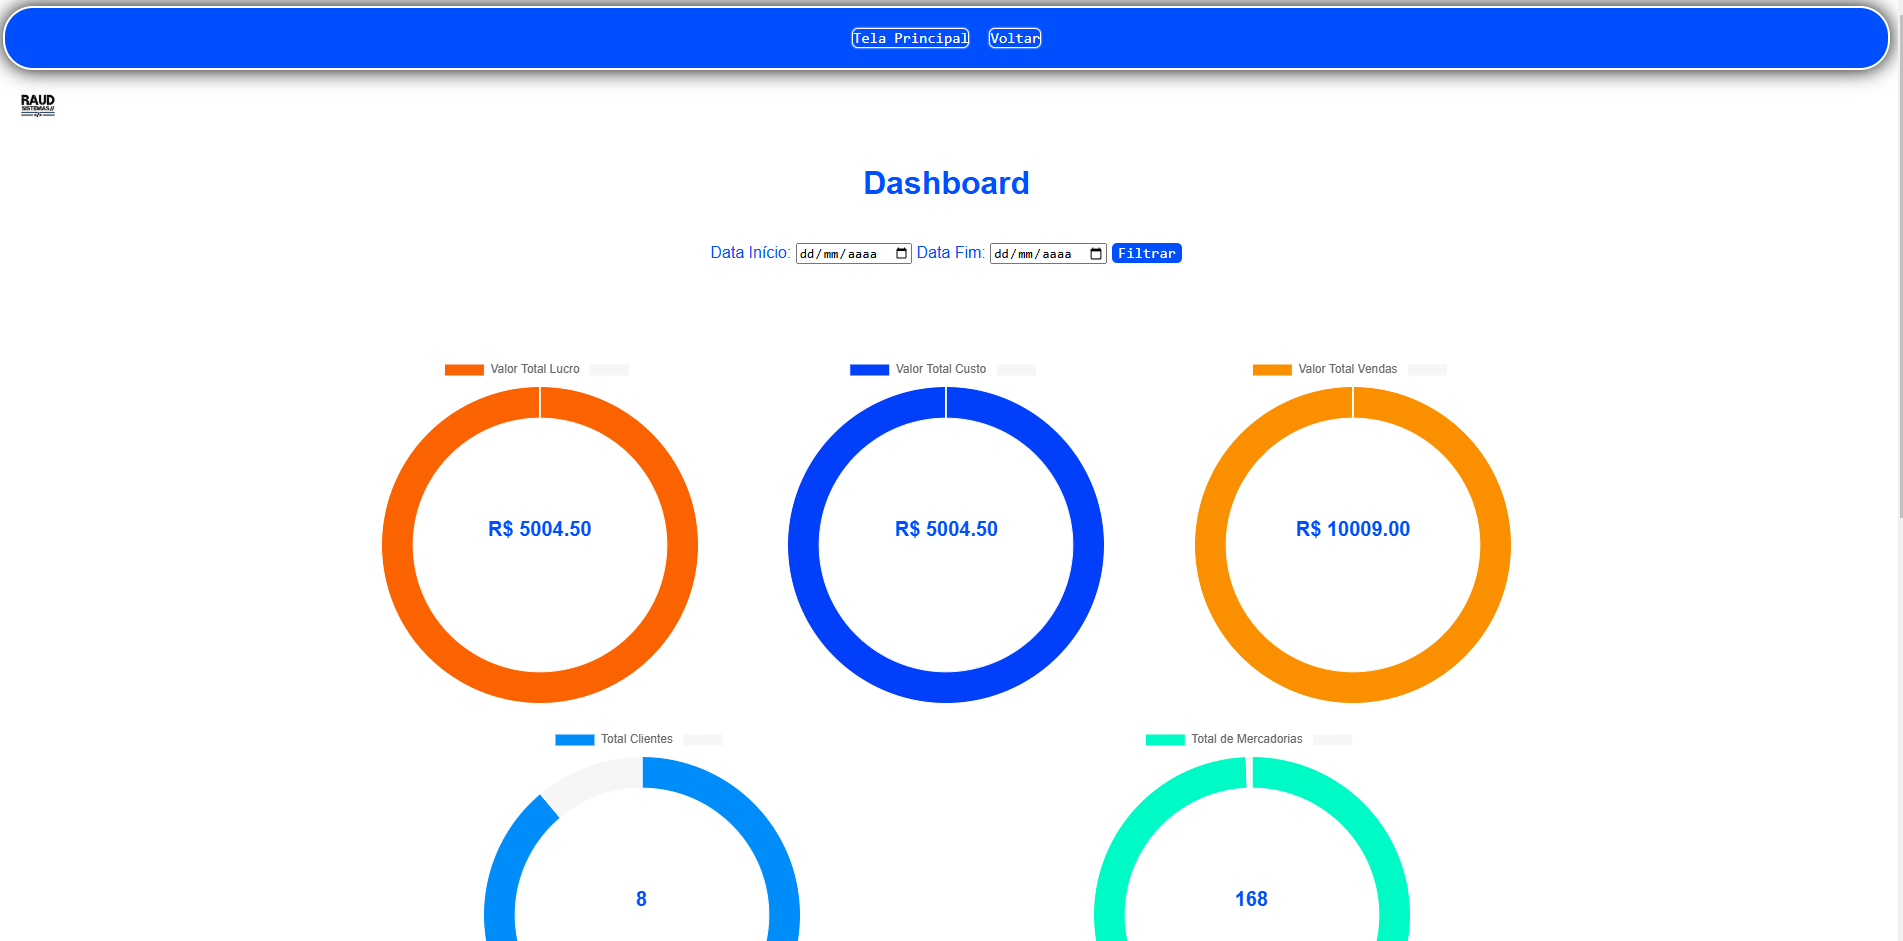 Tela Principal Voltar
RAUD
SISTEMAS//
Dashboard
Data Início: dd/mm/aaaa Data Fim: dd/mm/aaaa Filtrar
Valor Total Lucro
R$ 5004.50
Valor Total Custo
R$ 5004.50
Valor Total Vendas
R$ 10009.00
Total Clientes
8
Total de Mercadorias
168